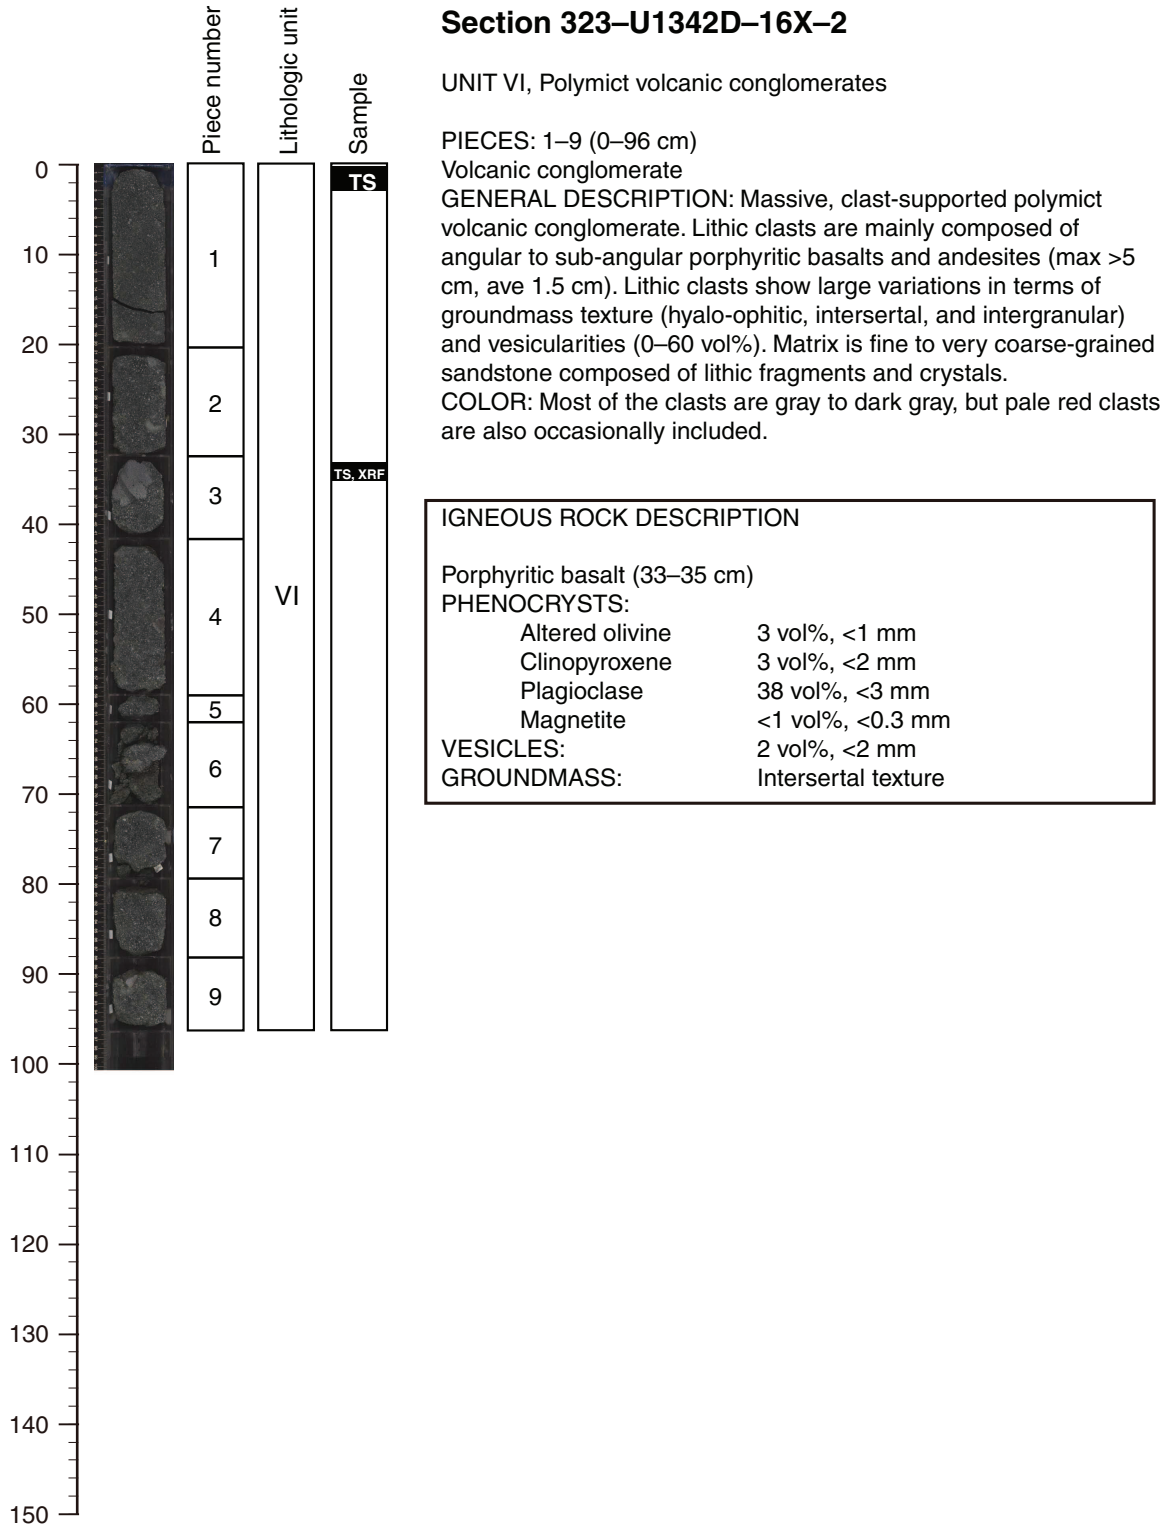 Piece number
Lithologic unit
Sample
Section 323–U1342D–16X–2
UNIT VI, Polymict volcanic conglomerates
PIECES: 1–9 (0–96 cm)
Volcanic conglomerate
GENERAL DESCRIPTION: Massive, clast-supported polymict
volcanic conglomerate. Lithic clasts are mainly composed of
angular to sub-angular porphyritic basalts and andesites (max >5
cm, ave 1.5 cm). Lithic clasts show large variations in terms of
groundmass texture (hyalo-ophitic, intersertal, and intergranular)
and vesicularities (0–60 vol%). Matrix is fine to very coarse-grained
sandstone composed of lithic fragments and crystals.
COLOR: Most of the clasts are gray to dark gray, but pale red clasts
are also occasionally included.
IGNEOUS ROCK DESCRIPTION
Porphyritic basalt (33–35 cm)
PHENOCRYSTS:
Altered olivine 3 vol%, <1 mm
Clinopyroxene 3 vol%, <2 mm
Plagioclase 38 vol%, <3 mm
Magnetite <1 vol%, <0.3 mm
VESICLES: 2 vol%, <2 mm
GROUNDMASS: Intersertal texture
0
10
20
30
40
50
60
70
80
90
100
110
120
130
140
150
1
2
3
4
5
6
7
8
9
VI
TS
TS, XRF